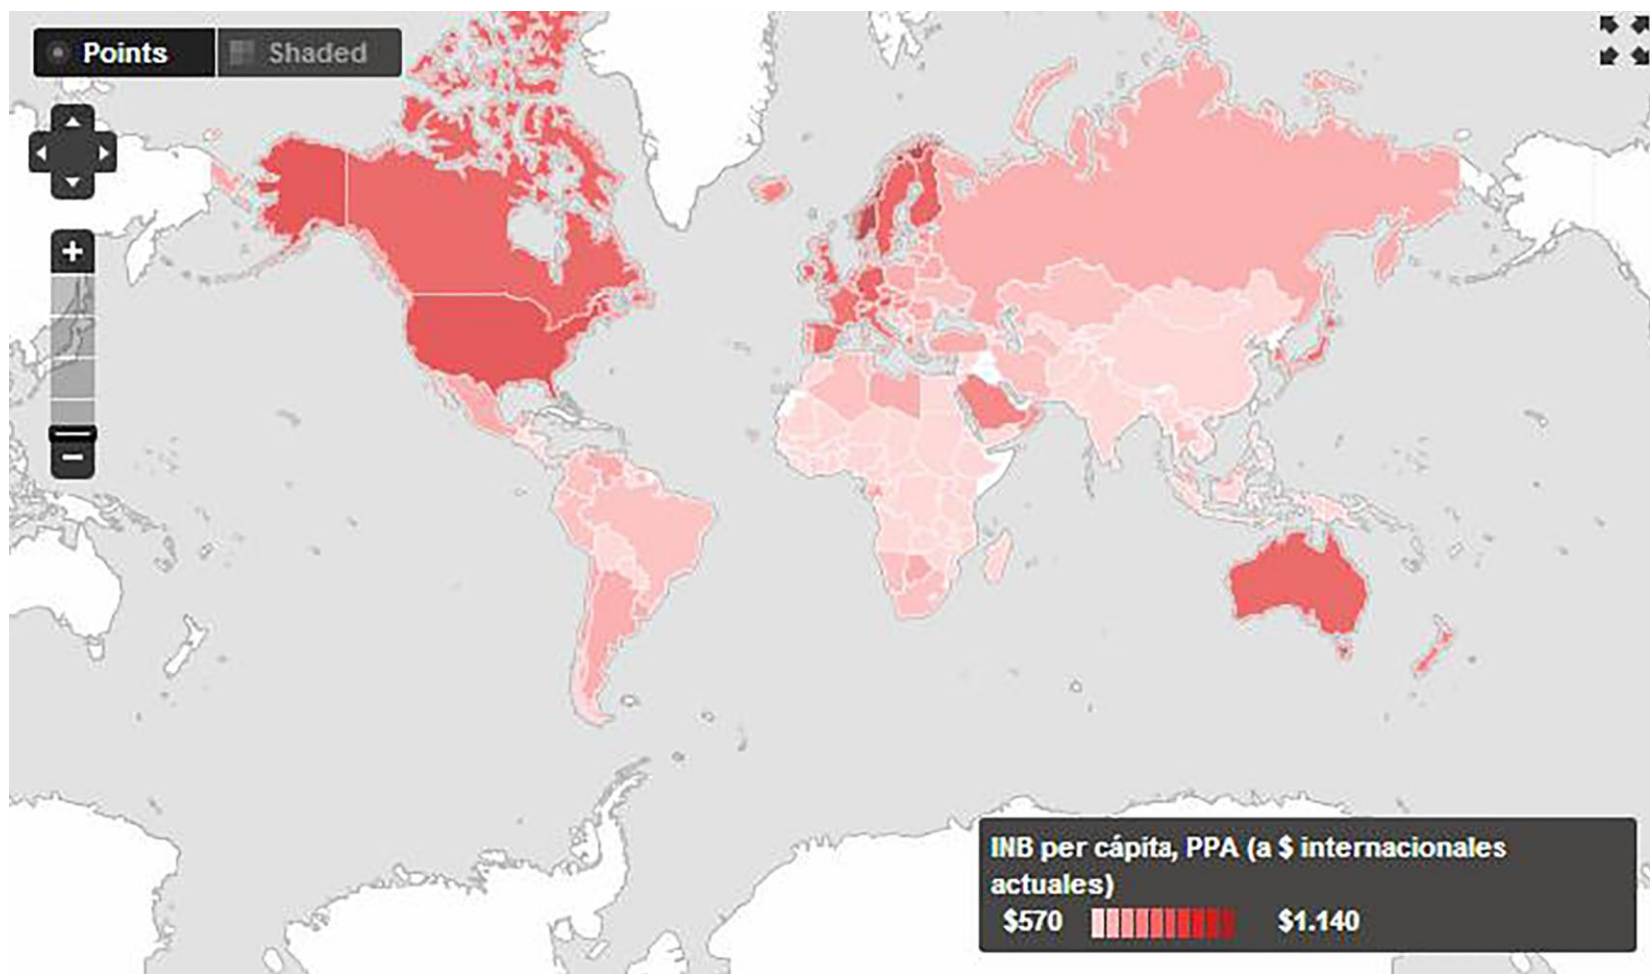 Points
Shaded
+
−
INB per cápita, PPA (a $ internacionales
actuales)
$570
$1.140